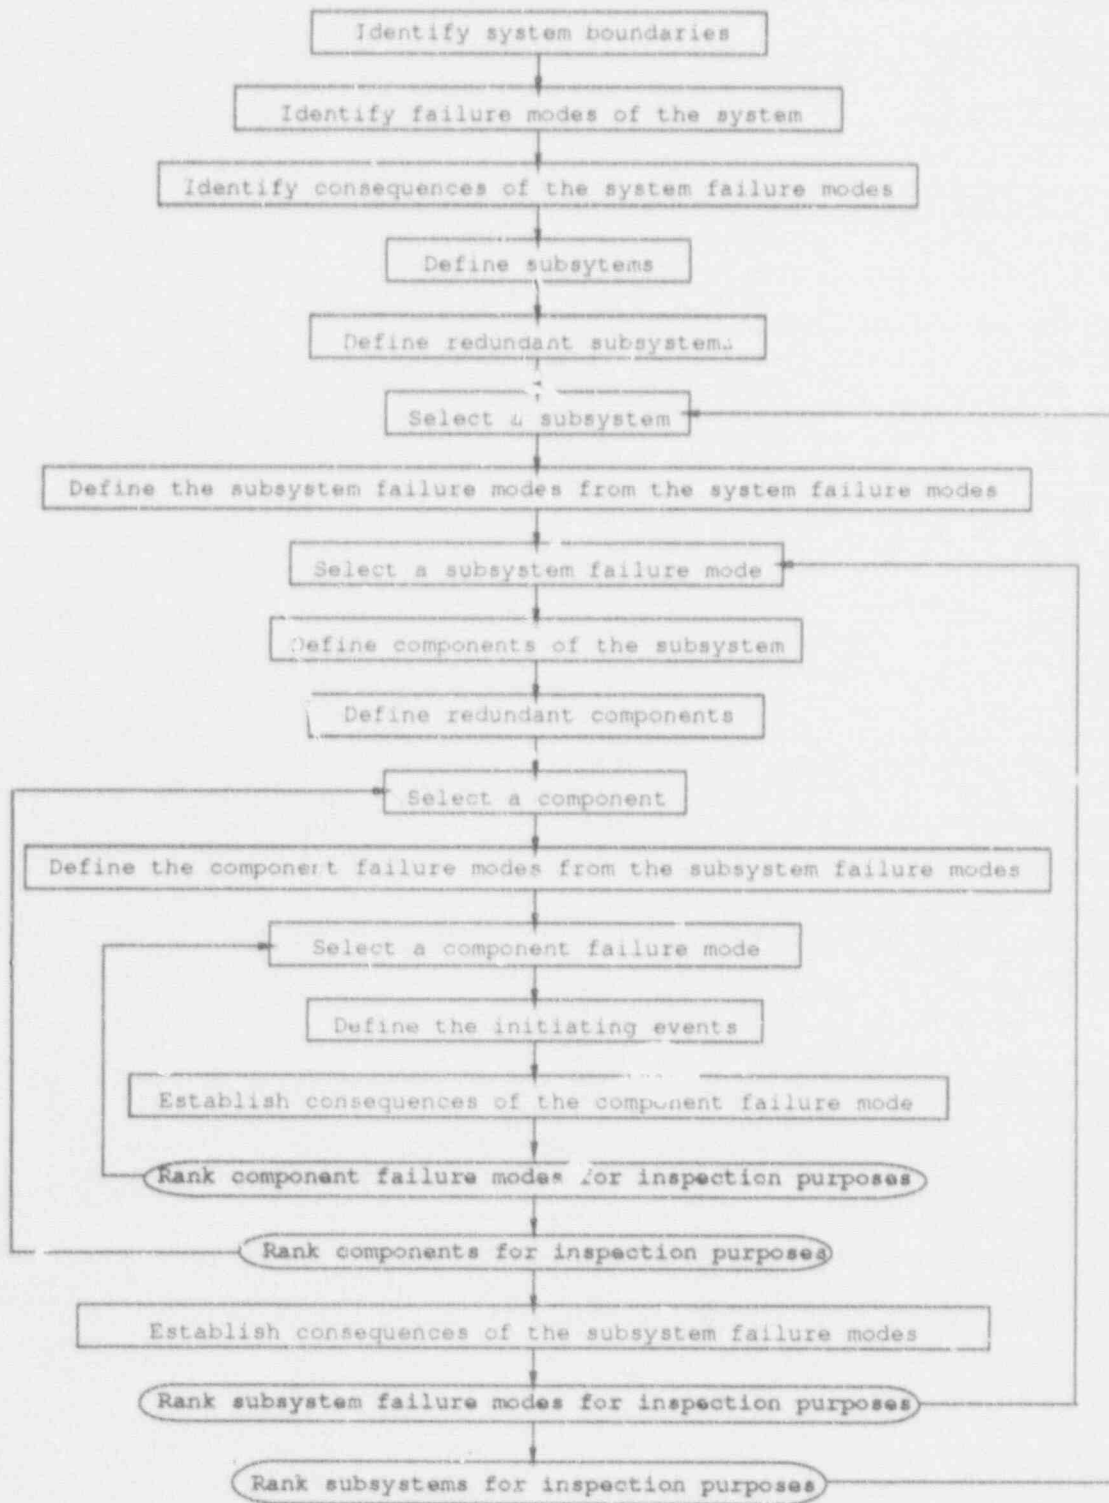 Identify system boundaries
Identify failure modes of the system
Identify consequences of the system failure modes
Define subsytems
Define redundant subsystems
Select a subsystem
Define the subsystem failure modes from the system failure modes
Select a subsystem failure mode
Define components of the subsystem
Define redundant components
Select a component
Define the component failure modes from the subsystem failure modes
Select a component failure mode
Define the initiating events
Establish consequences of the component failure mode
Rank component failure modes for inspection purposes
Rank components for inspection purposes
Establish consequences of the subsystem failure modes
Rank subsystem failure modes for inspection purposes
Rank subsystems for inspection purposes